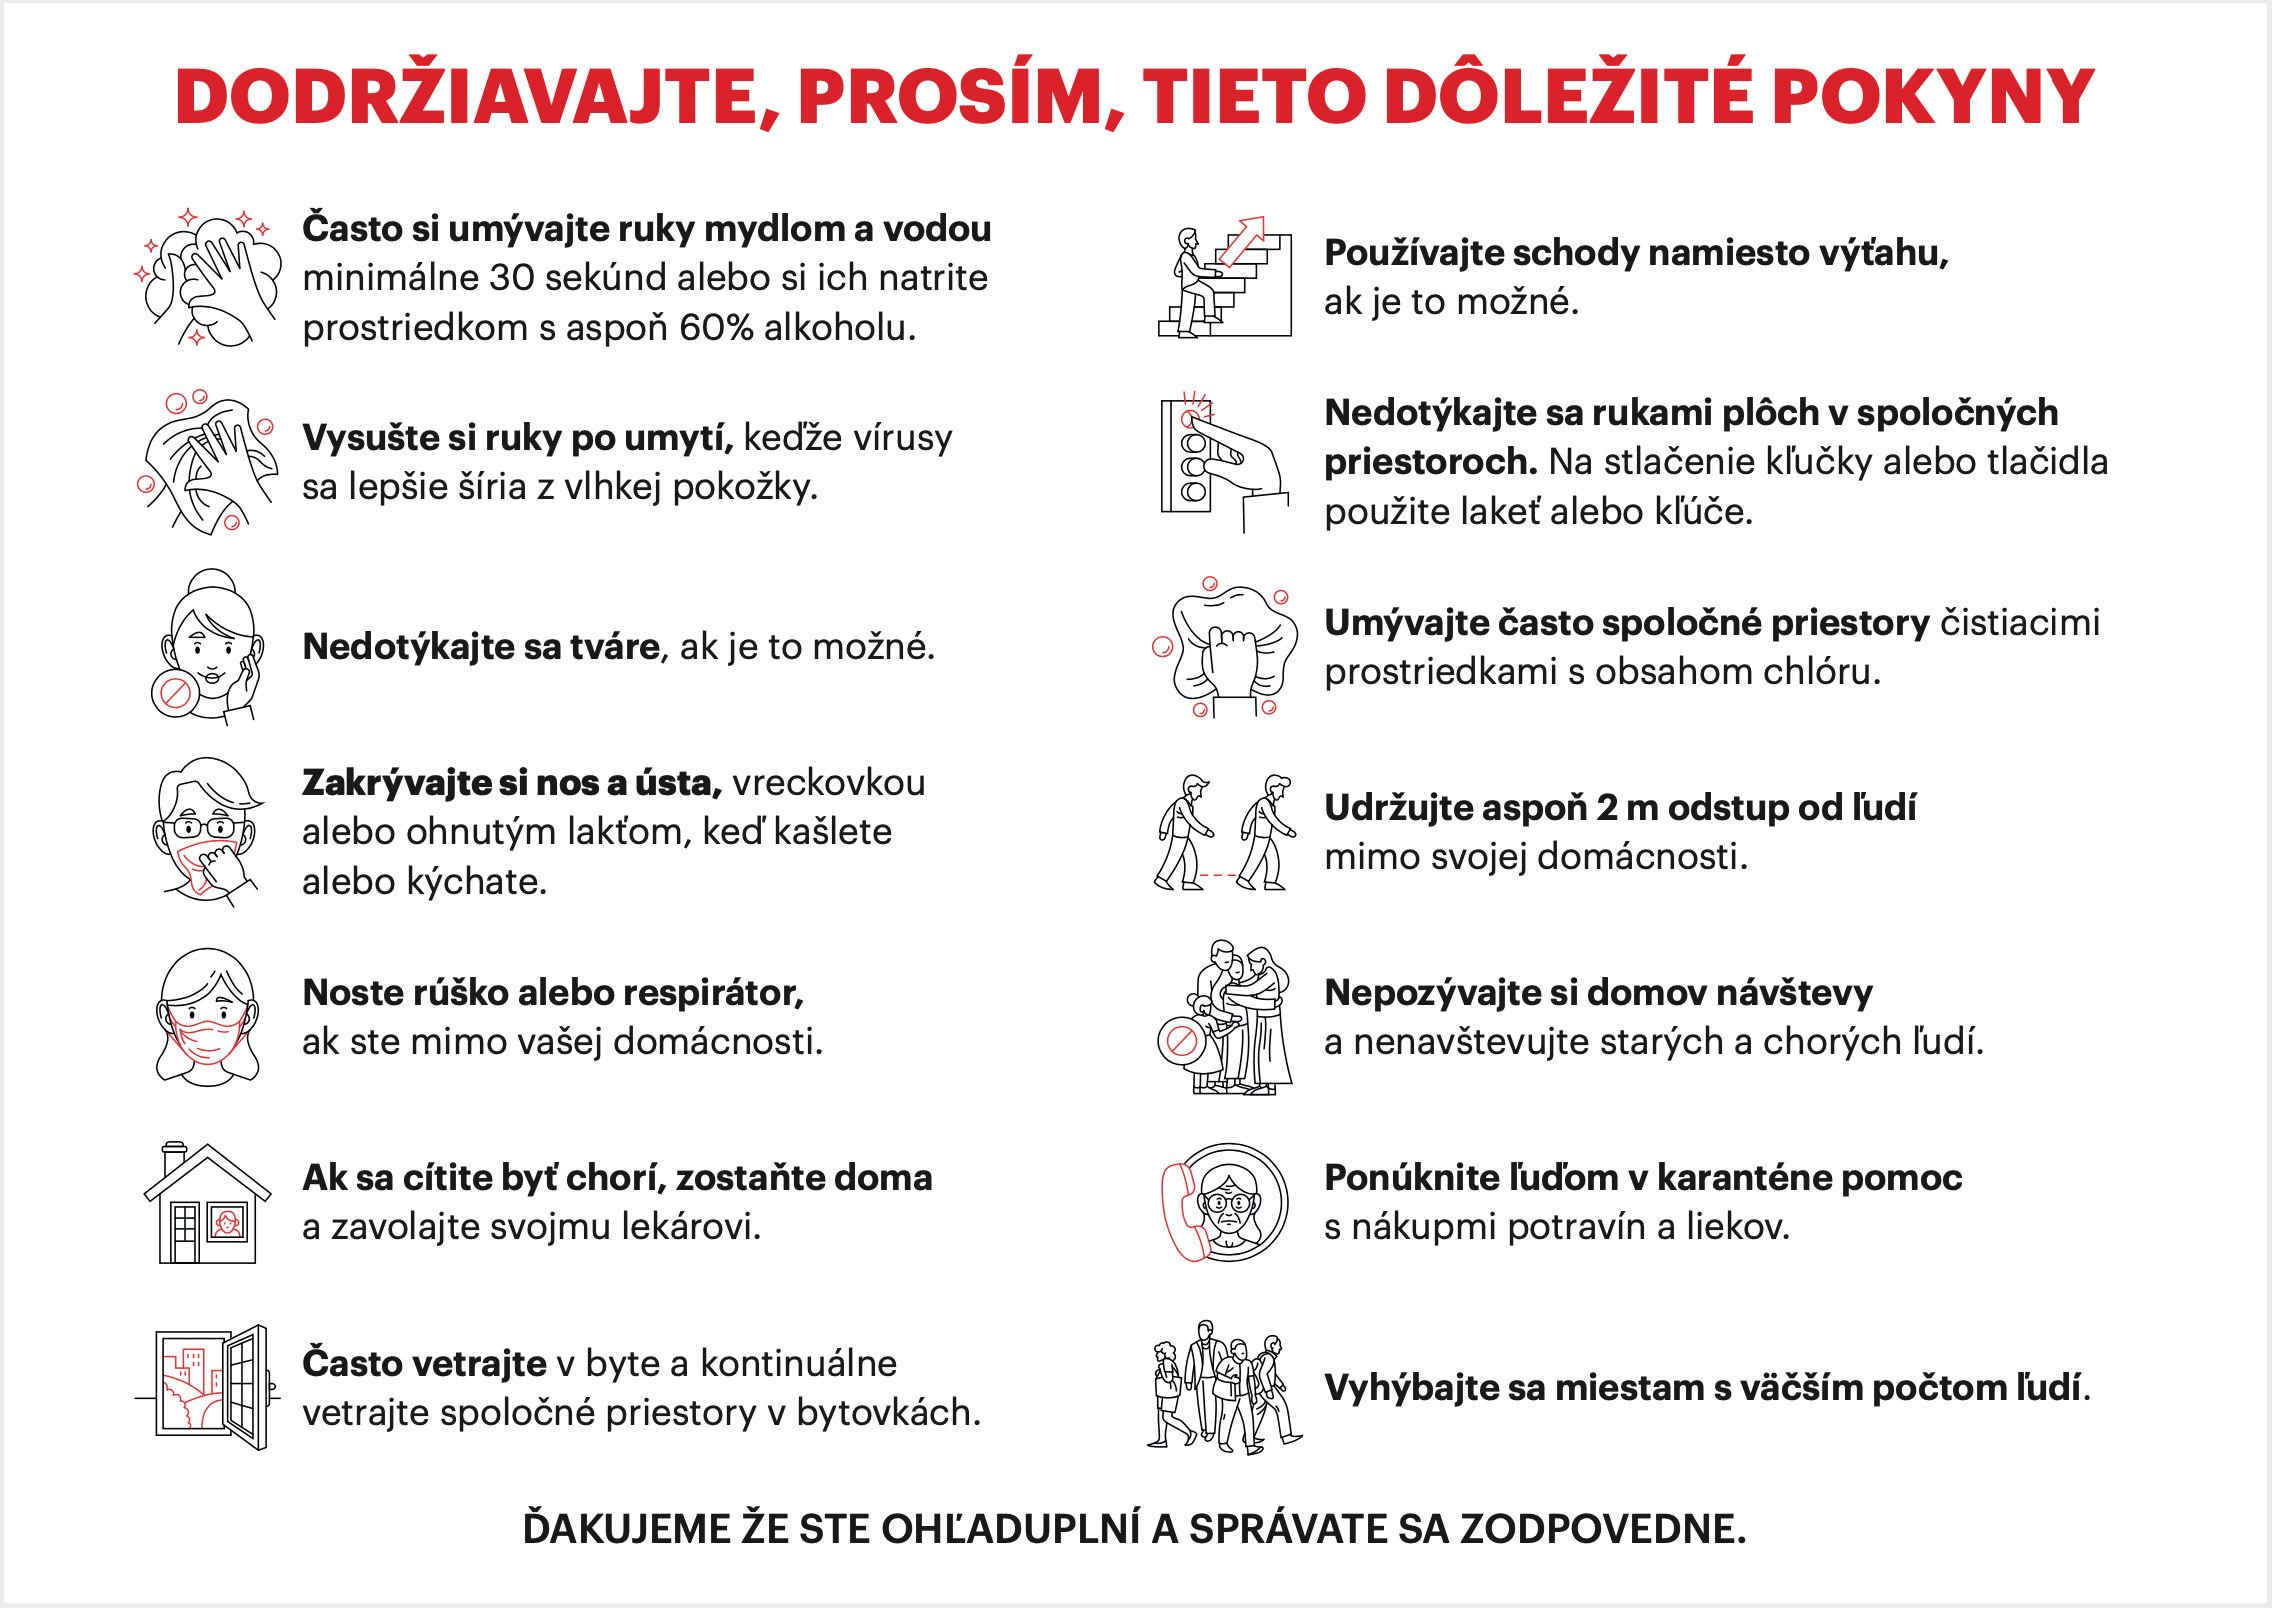 DODRŽIAVAJTE, PROSÍM, TIETO DÔLEŽITÉ POKYNY
Často si umývajte ruky mydlom a vodou
minimálne 30 sekúnd alebo si ich natrite
prostriedkom s aspoň 60% alkoholu.
Vysušte si ruky po umytí, keďže vírusy
sa lepšie šíria z vlhkej pokožky.
Nedotýkajte sa tváre, ak je to možné.
Zakrývajte si nos a ústa, vreckovkou
alebo ohnutým lakťom, keď kašlete
alebo kýchate.
Noste rúško alebo respirátor,
ak ste mimo vašej domácnosti.
Ak sa cítite byť chorí, zostaňte doma
a zavolajte svojmu lekárovi.
Často vetrajte v byte a kontinuálne
vetrajte spoločné priestory v bytovkách.
Používajte schody namiesto výťahu,
ak je to možné.
Nedotýkajte sa rukami plôch v spoločných
priestoroch. Na stlačenie kľučky alebo tlačidla
použite lakeť alebo kľúče.
Umývajte často spoločné priestory čistiacimi
prostriedkami s obsahom chlóru.
Udržujte aspoň 2 m odstup od ľudí
mimo svojej domácnosti.
Nepozývajte si domov návštevy
a nenavštevujte starých a chorých ľudí.
Ponúknite ľuďom v karanténe pomoc
s nákupmi potravín a liekov.
Vyhýbajte sa miestam s väčším počtom ľudí.
ĎAKUJEME ŽE STE OHĽADUPLNÍ A SPRÁVATE SA ZODPOVEDNE.